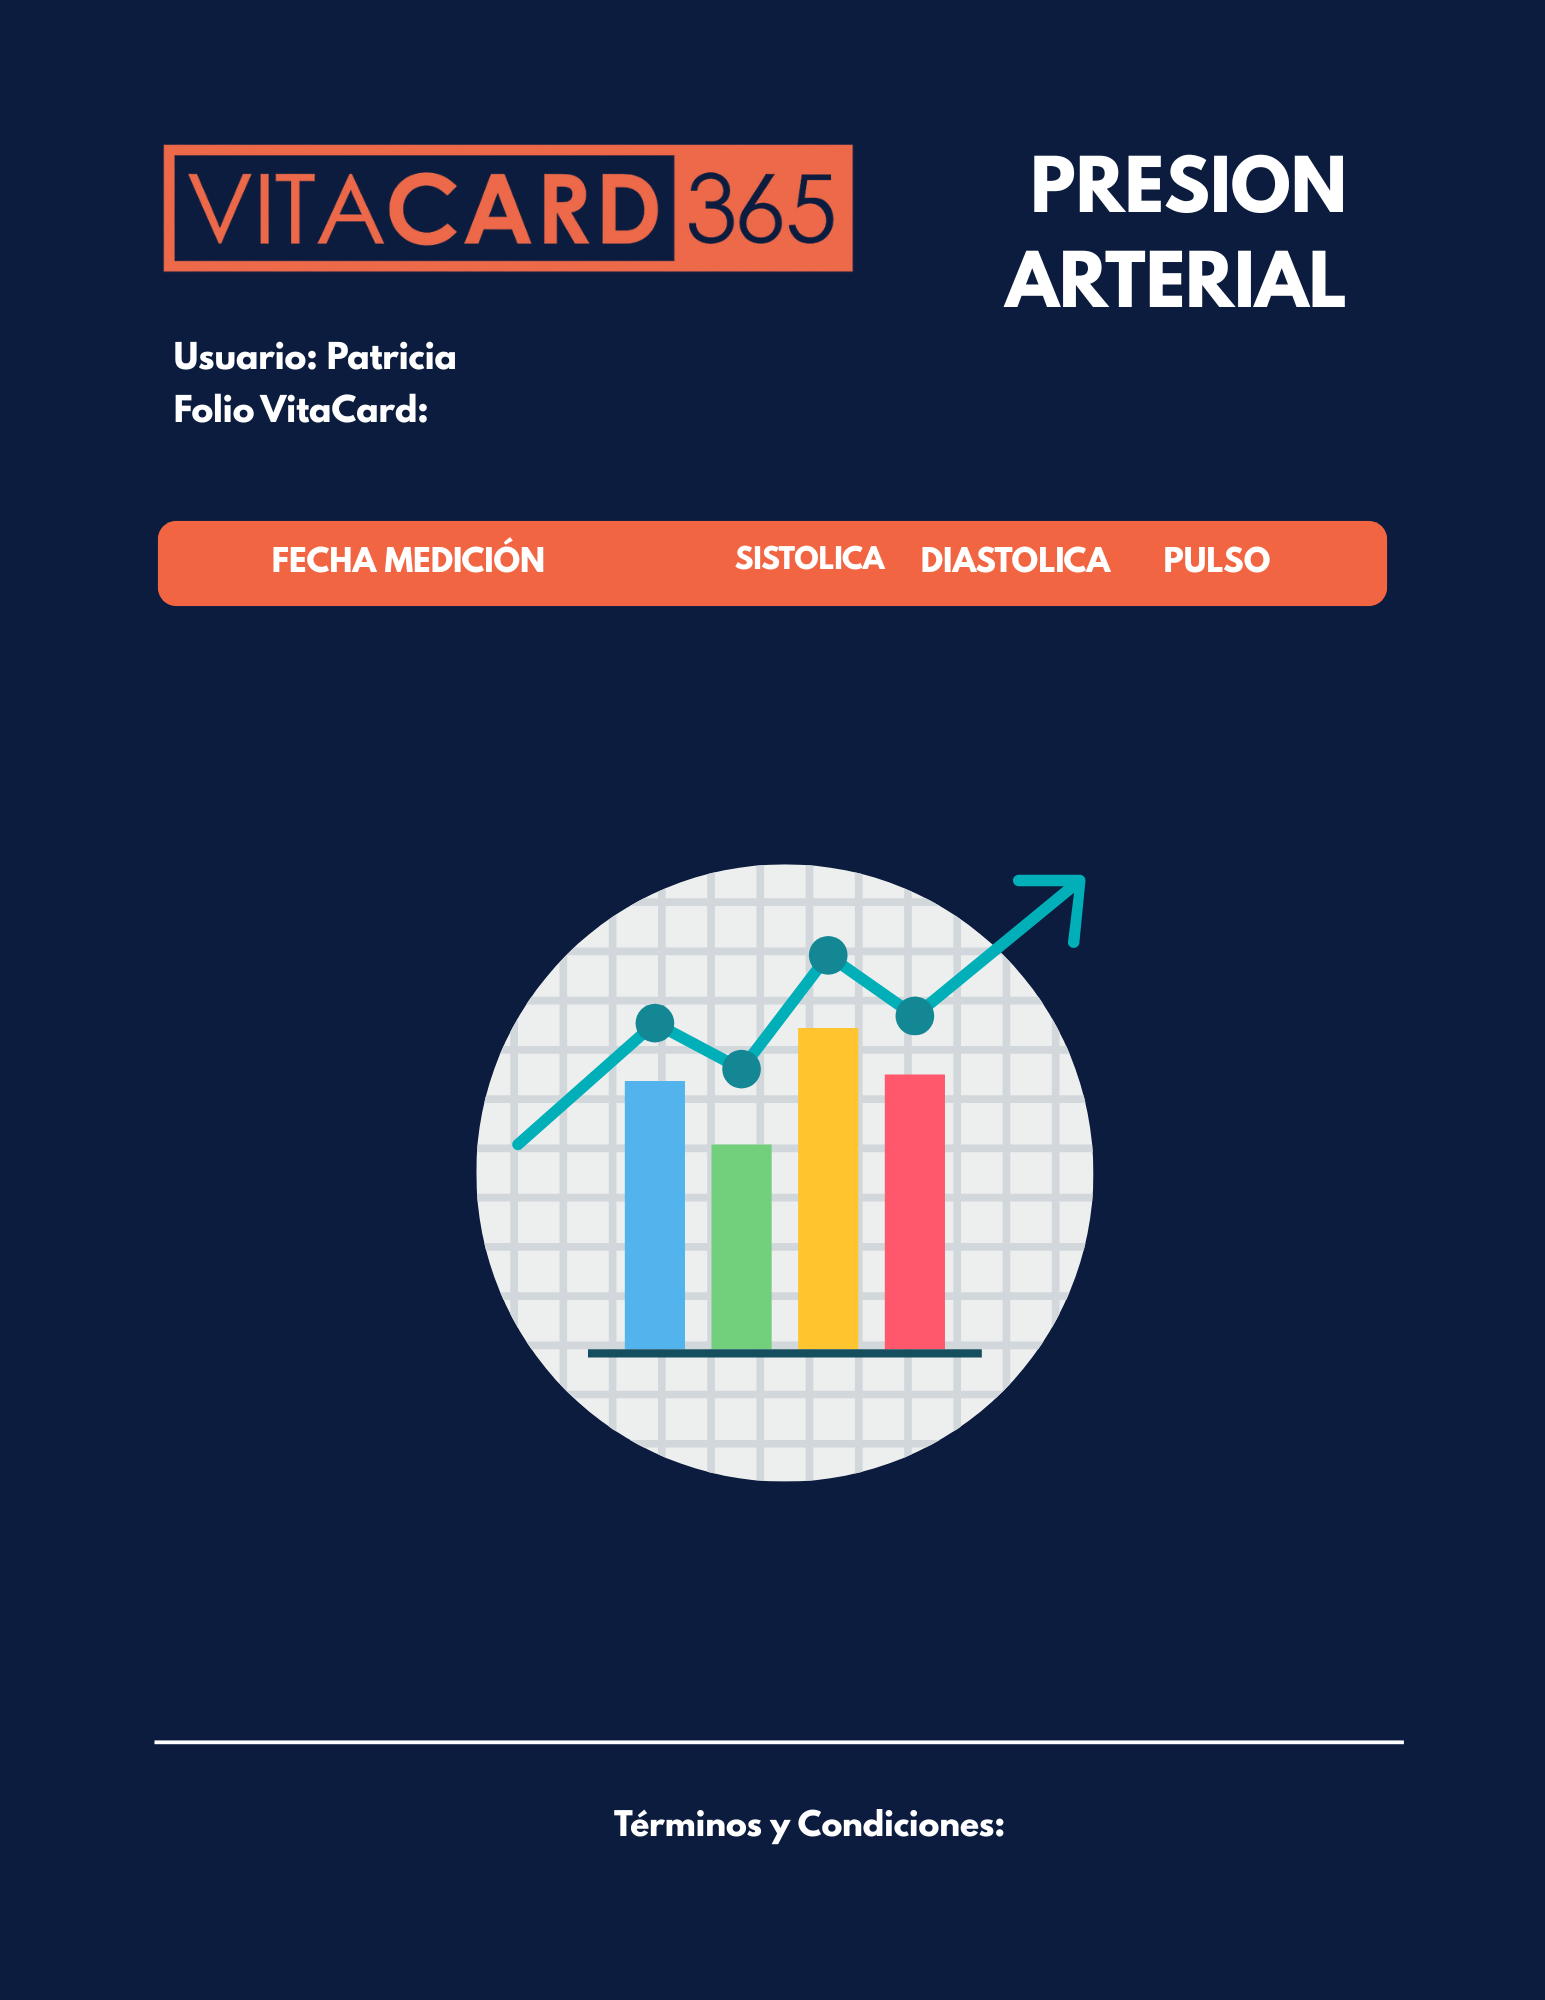 VITACARD 365
PRESION
ARTERIAL
Usuario: Patricia
Folio VitaCard:
FECHA MEDICIÓN SISTOLICA DIASTOLICA PULSO
Términos y Condiciones: